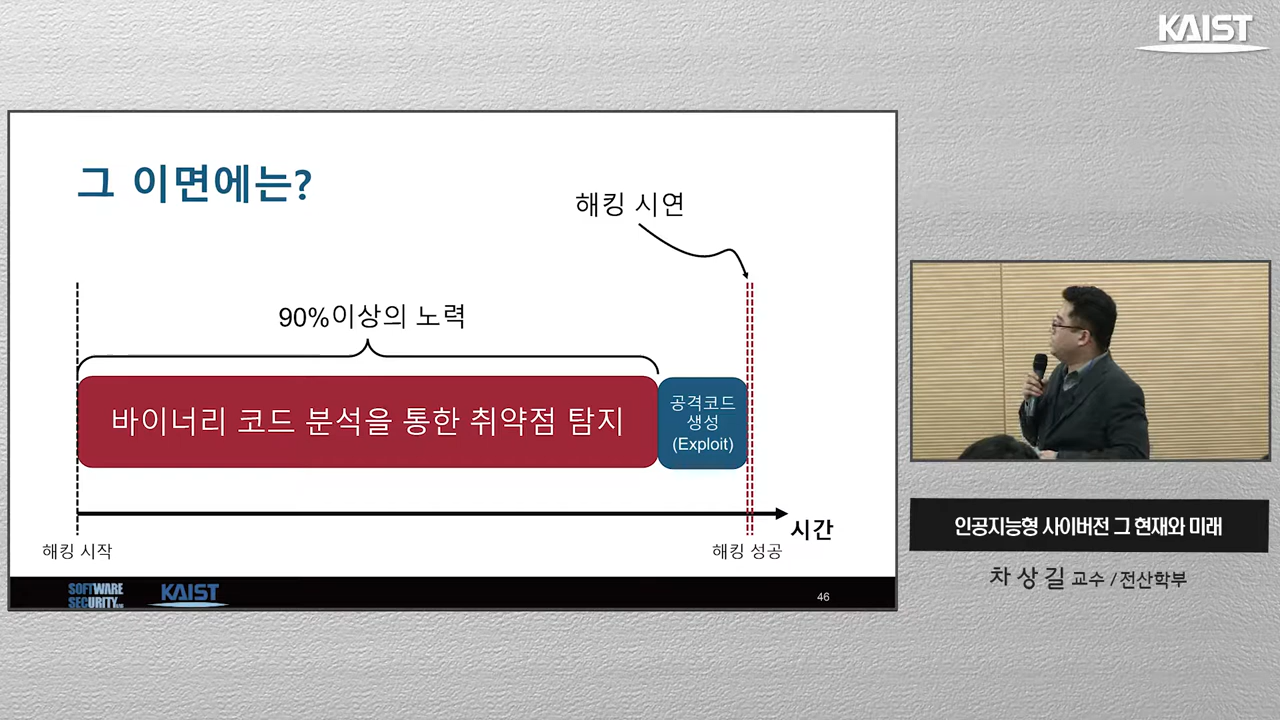 KAIST
그 이면에는?
해킹 시연
90%이상의 노력
바이너리 코드 분석을 통한 취약점 탐지
공격코드
생성
(Exploit)
시간
해킹 시작
해킹 성공
SOFTWARE
SECURITY
KAIST
46
인공지능형 사이버전 그 현재와 미래
차상길 교수 / 전산학부